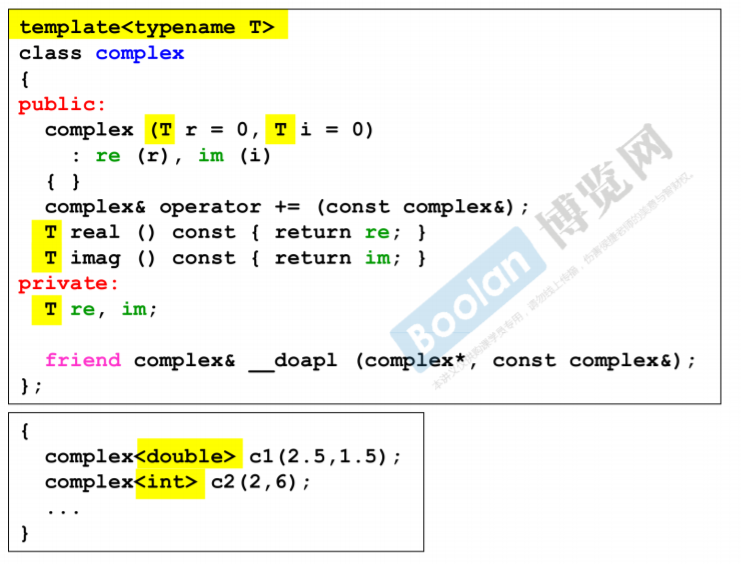 template<typename T>
class complex
{
public:
  complex (T r = 0, T i = 0)
    : re (r), im (i)
  { }
  complex& operator += (const complex&);
  T real () const { return re; }
  T imag () const { return im; }
private:
  T re, im;
  friend complex& __doapl (complex*, const complex&);
};
{
  complex<double> c1(2.5,1.5);
  complex<int> c2(2,6);
  ...
}
Boolan 博览网